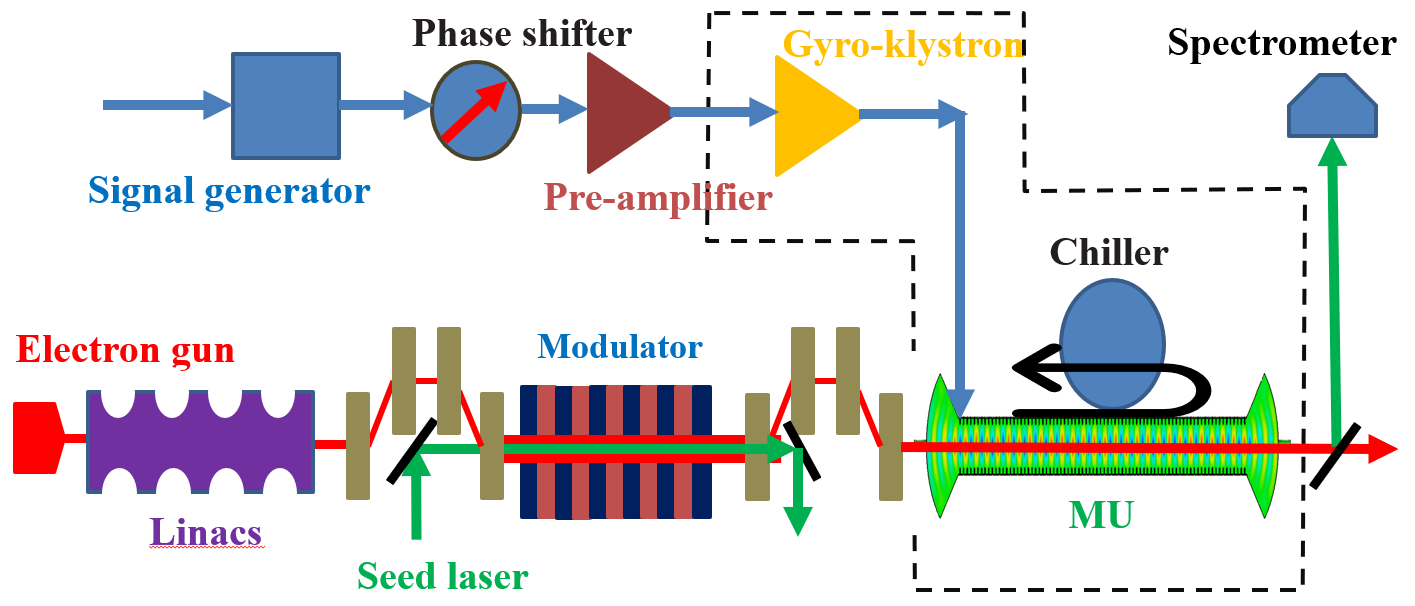 Phase shifter
Gyro-klystron
Spectrometer
Signal generator
Pre-amplifier
Chiller
Electron gun
Modulator
Linacs
MU
Seed laser